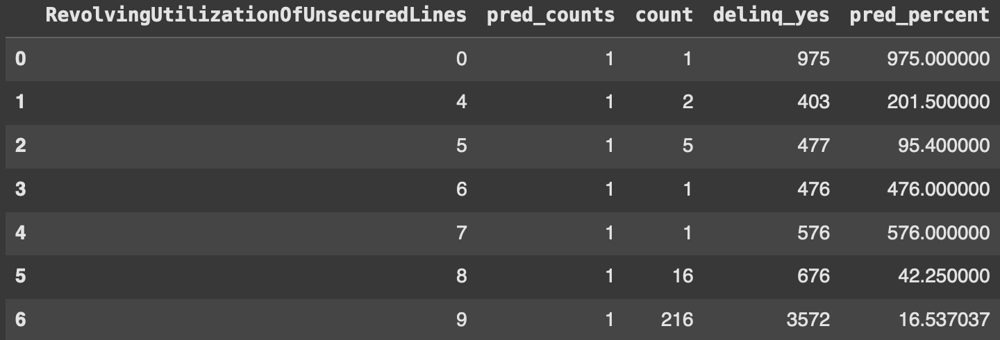 RevolvingUtilizationOfUnsecuredLines pred_counts count delinq_yes pred_percent
0 0 1 1 975 975.000000
1 4 1 2 403 201.500000
2 5 1 5 477 95.400000
3 6 1 1 476 476.000000
4 7 1 1 576 576.000000
5 8 1 16 676 42.250000
6 9 1 216 3572 16.537037